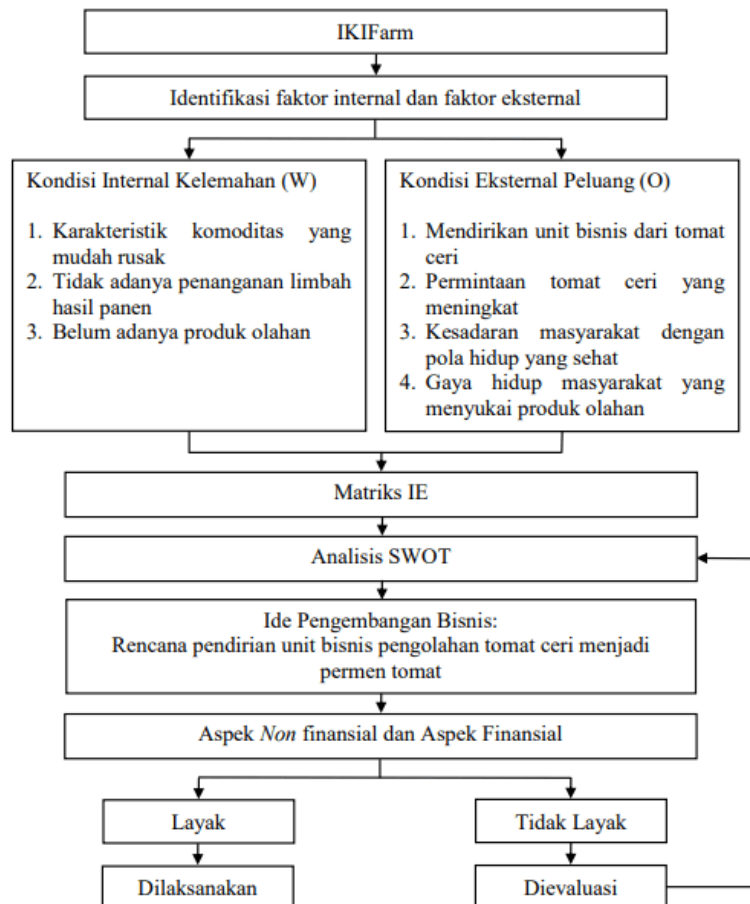 IKIFarm
Identifikasi faktor internal dan faktor eksternal
Kondisi Internal Kelemahan (W)
1. Karakteristik komoditas yang
mudah rusak
2. Tidak adanya penanganan limbah
hasil panen
3. Belum adanya produk olahan
Kondisi Eksternal Peluang (O)
1. Mendirikan unit bisnis dari tomat
ceri
2. Permintaan tomat ceri yang
meningkat
3. Kesadaran masyarakat dengan
pola hidup yang sehat
4. Gaya hidup masyarakat yang
menyukai produk olahan
Matriks IE
Analisis SWOT
Ide Pengembangan Bisnis:
Rencana pendirian unit bisnis pengolahan tomat ceri menjadi
permen tomat
Aspek Non finansial dan Aspek Finansial
Layak
Tidak Layak
Dilaksanakan
Dievaluasi